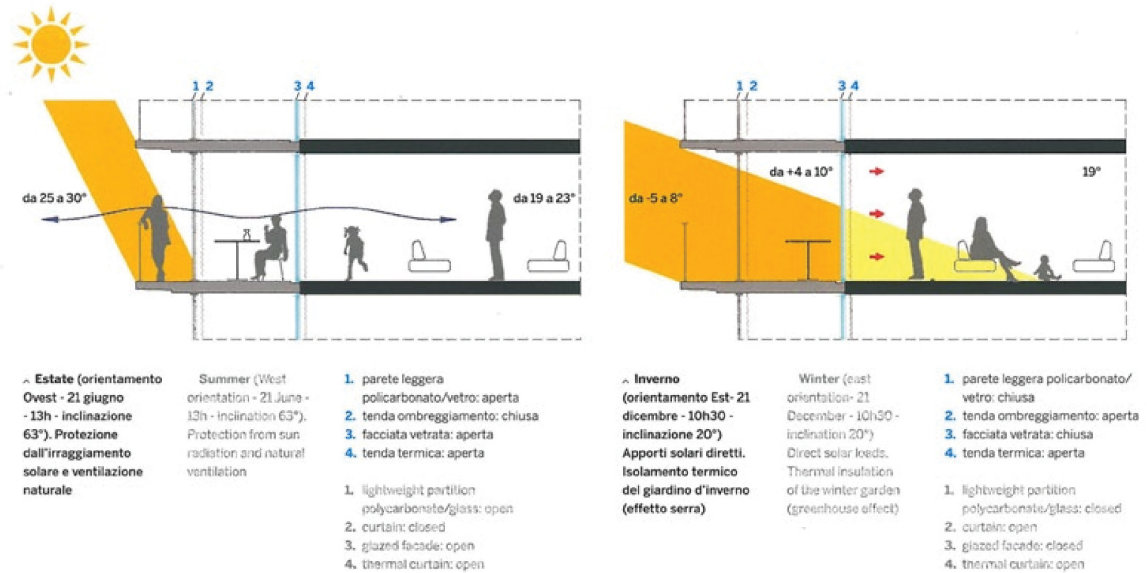 1 2 3 4
da 25 a 30°
da 19 a 23°
^ Estate (orientamento
Ovest - 21 giugno
- 13h - inclinazione
63°). Protezione
dall'irraggiamento
solare e ventilazione
naturale
Summer (West
orientation - 21 June -
13h - inclination 63°).
Protection from sun
radiation and natural
ventilation
1. parete leggera
policarbonato/vetro: aperta
2. tenda ombreggiamento: chiusa
3. facciata vetrata: aperta
4. tenda termica: aperta
1. lightweight partition
polycarbonate/glass: open
2. curtain: closed
3. glazed facade: open
4. thermal curtain: open
1 2 3 4
da -5 a 8°
da +4 a 10°
19°
^ Inverno
(orientamento Est- 21
dicembre - 10h30 -
inclinazione 20°)
Apporti solari diretti.
Isolamento termico
del giardino d'inverno
(effetto serra)
Winter (east
orientation- 21
December - 10h30 -
inclination 20°)
Direct solar loads.
Thermal insulation
of the winter garden
(greenhouse effect)
1. parete leggera policarbonato/
vetro: chiusa
2. tenda ombreggiamento: aperta
3. facciata vetrata: chiusa
4. tenda termica: aperta
1. lightweight partition
polycarbonate/glass: closed
2. curtain: open
3. glazed facade: closed
4. thermal curtain: open